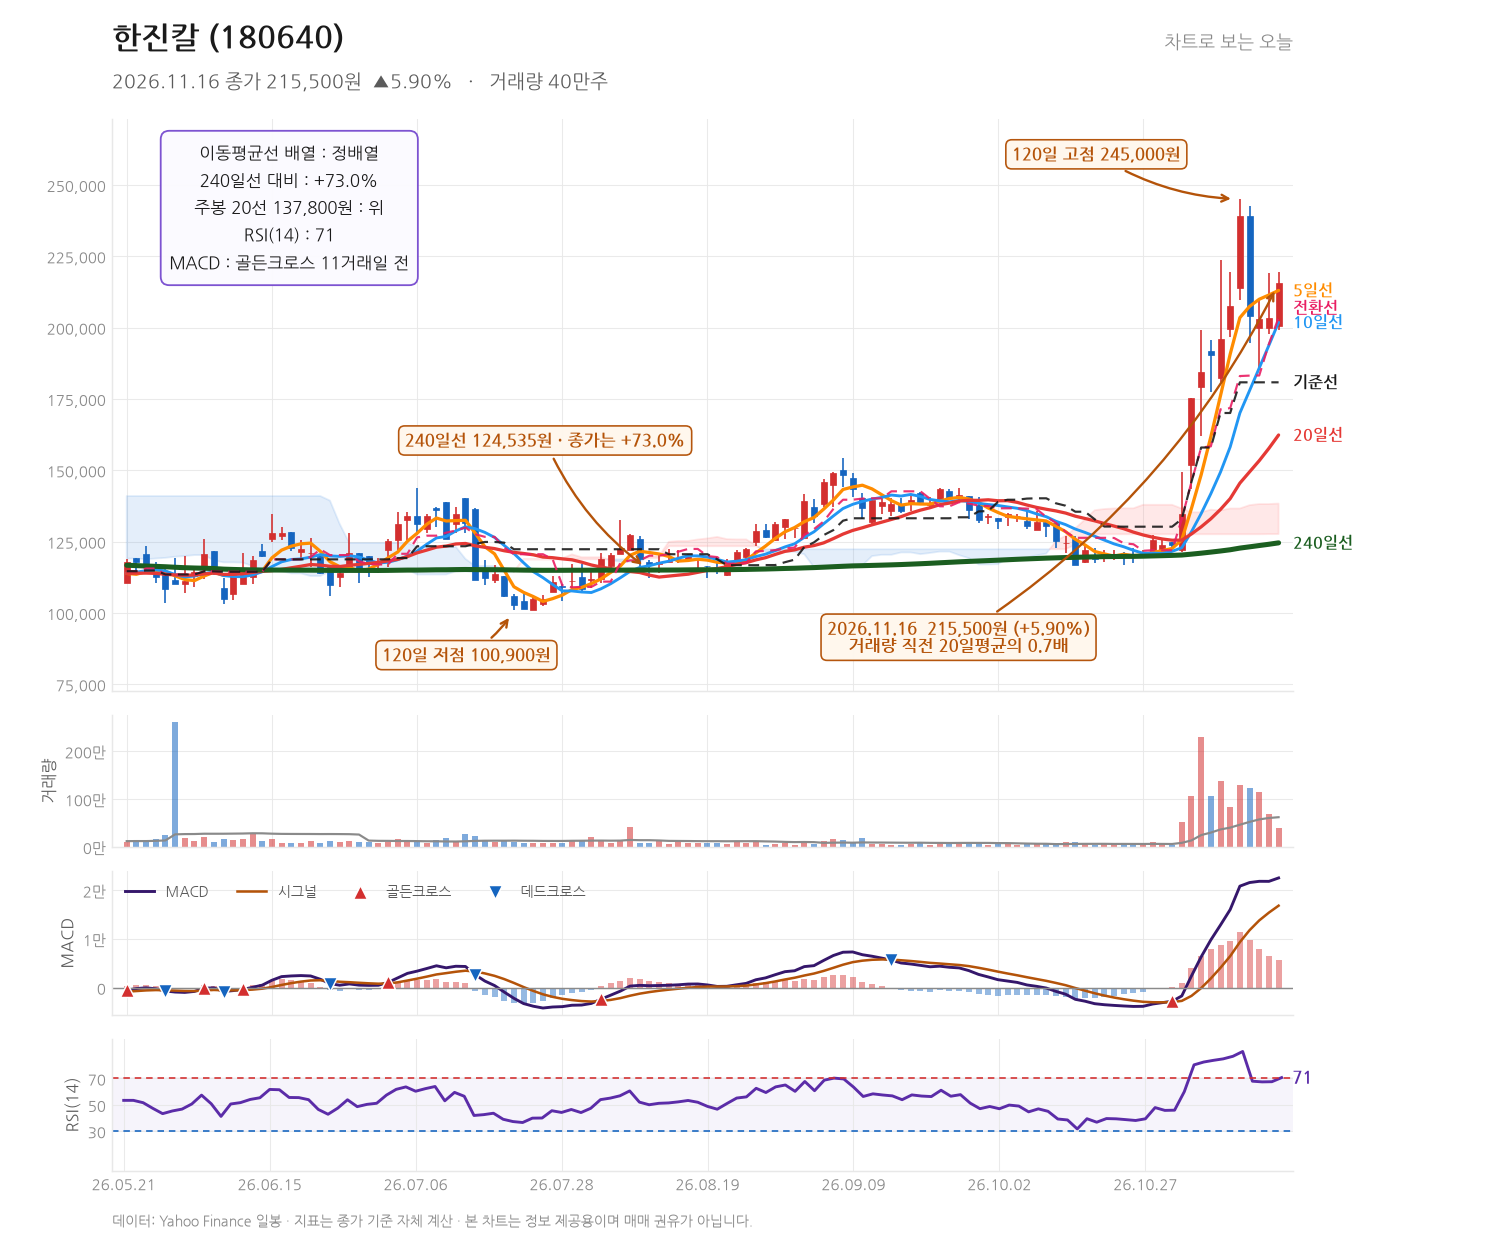 한진칼 (180640)
차트로 보는 오늘
2026.11.16 종가 215,500원 ▲5.90% · 거래량 40만주
이동평균선 배열 : 정배열
240일선 대비 : +73.0%
주봉 20선 137,800원 : 위
RSI(14) : 71
MACD : 골든크로스 11거래일 전
120일 고점 245,000원
250,000
225,000
200,000
175,000
150,000
125,000
100,000
75,000
5일선
전환선
10일선
기준선
20일선
240일선
240일선 124,535원 · 종가는 +73.0%
120일 저점 100,900원
2026.11.16 215,500원 (+5.90%)
거래량 직전 20일평균의 0.7배
거래량
200만
100만
0만
MACD
2만
1만
0
MACD
시그널
골든크로스
데드크로스
RSI(14)
70
50
30
71
26.05.21
26.06.15
26.07.06
26.07.28
26.08.19
26.09.09
26.10.02
26.10.27
데이터: Yahoo Finance 일봉 · 지표는 종가 기준 자체 계산 · 본 차트는 정보 제공용이며 매매 권유가 아닙니다.